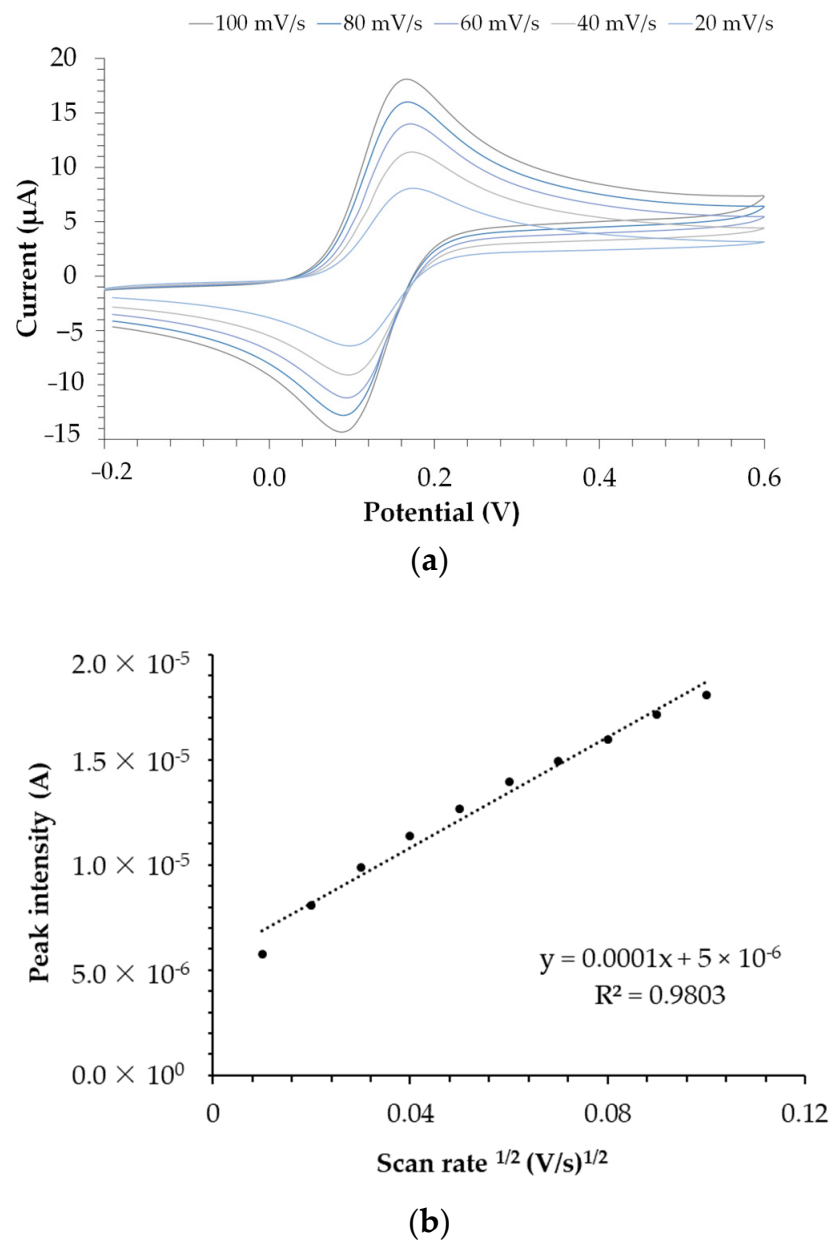 100 mV/s 80 mV/s 60 mV/s 40 mV/s 20 mV/s
20
15
10
5
0
−5
−10
−15
Current (µA)
−0.2 0.0 0.2 0.4 0.6
Potential (V)
(a)
2.0 × 10⁻⁵
1.5 × 10⁻⁵
1.0 × 10⁻⁵
5.0 × 10⁻⁶
0.0 × 10⁰
Peak intensity (A)
y = 0.0001x + 5 × 10⁻⁶
R² = 0.9803
0 0.04 0.08 0.12
Scan rate ¹/² (V/s)¹/²
(b)